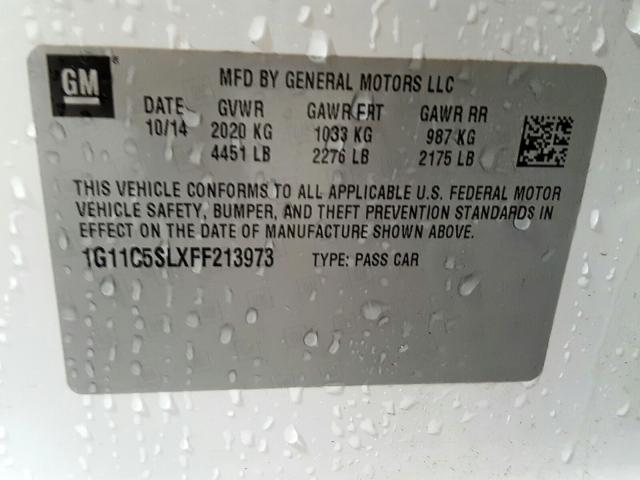 GM
MFD BY GENERAL MOTORS LLC
DATE GVWR GAWR FRT GAWR RR
10/14 2020 KG 1033 KG 987 KG
4451 LB 2276 LB 2175 LB
THIS VEHICLE CONFORMS TO ALL APPLICABLE U.S. FEDERAL MOTOR
VEHICLE SAFETY, BUMPER, AND THEFT PREVENTION STANDARDS IN
EFFECT ON THE DATE OF MANUFACTURE SHOWN ABOVE.
1G11C5SLXFF213973 TYPE: PASS CAR